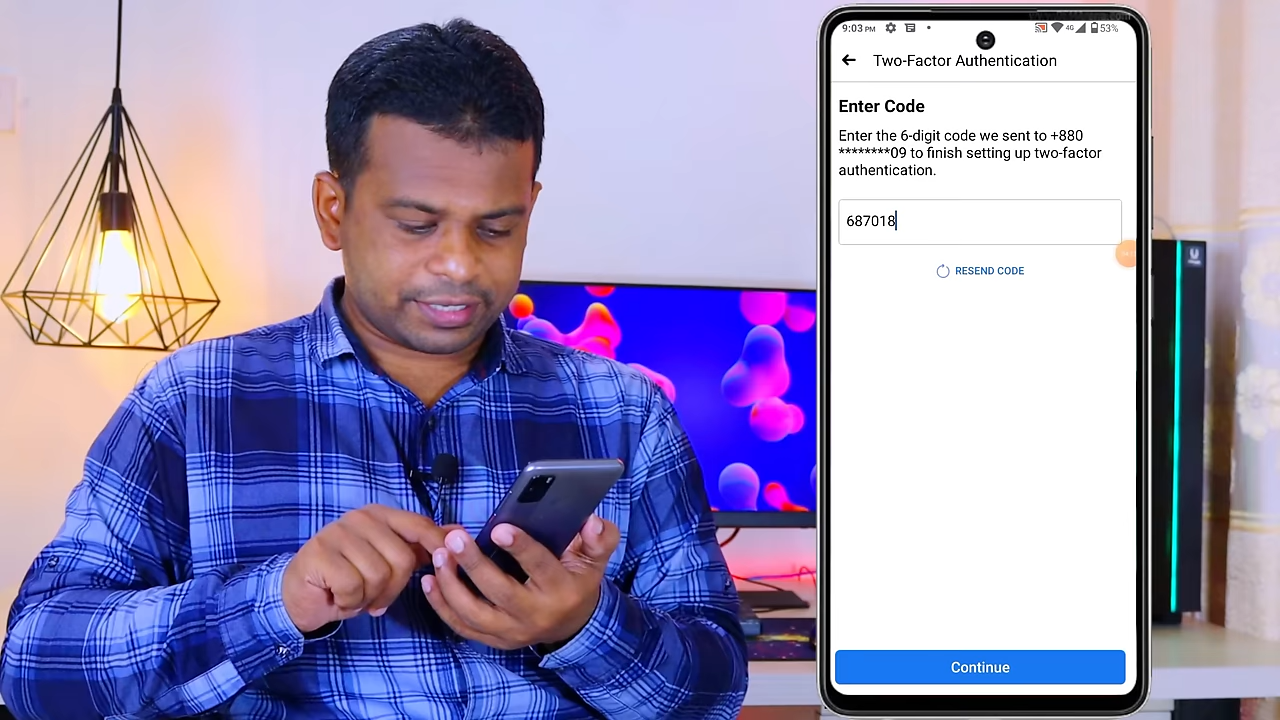 9:03 PM 4G 53%
Two-Factor Authentication
Enter Code
Enter the 6-digit code we sent to +880
********09 to finish setting up two-factor
authentication.
687018
RESEND CODE
Continue